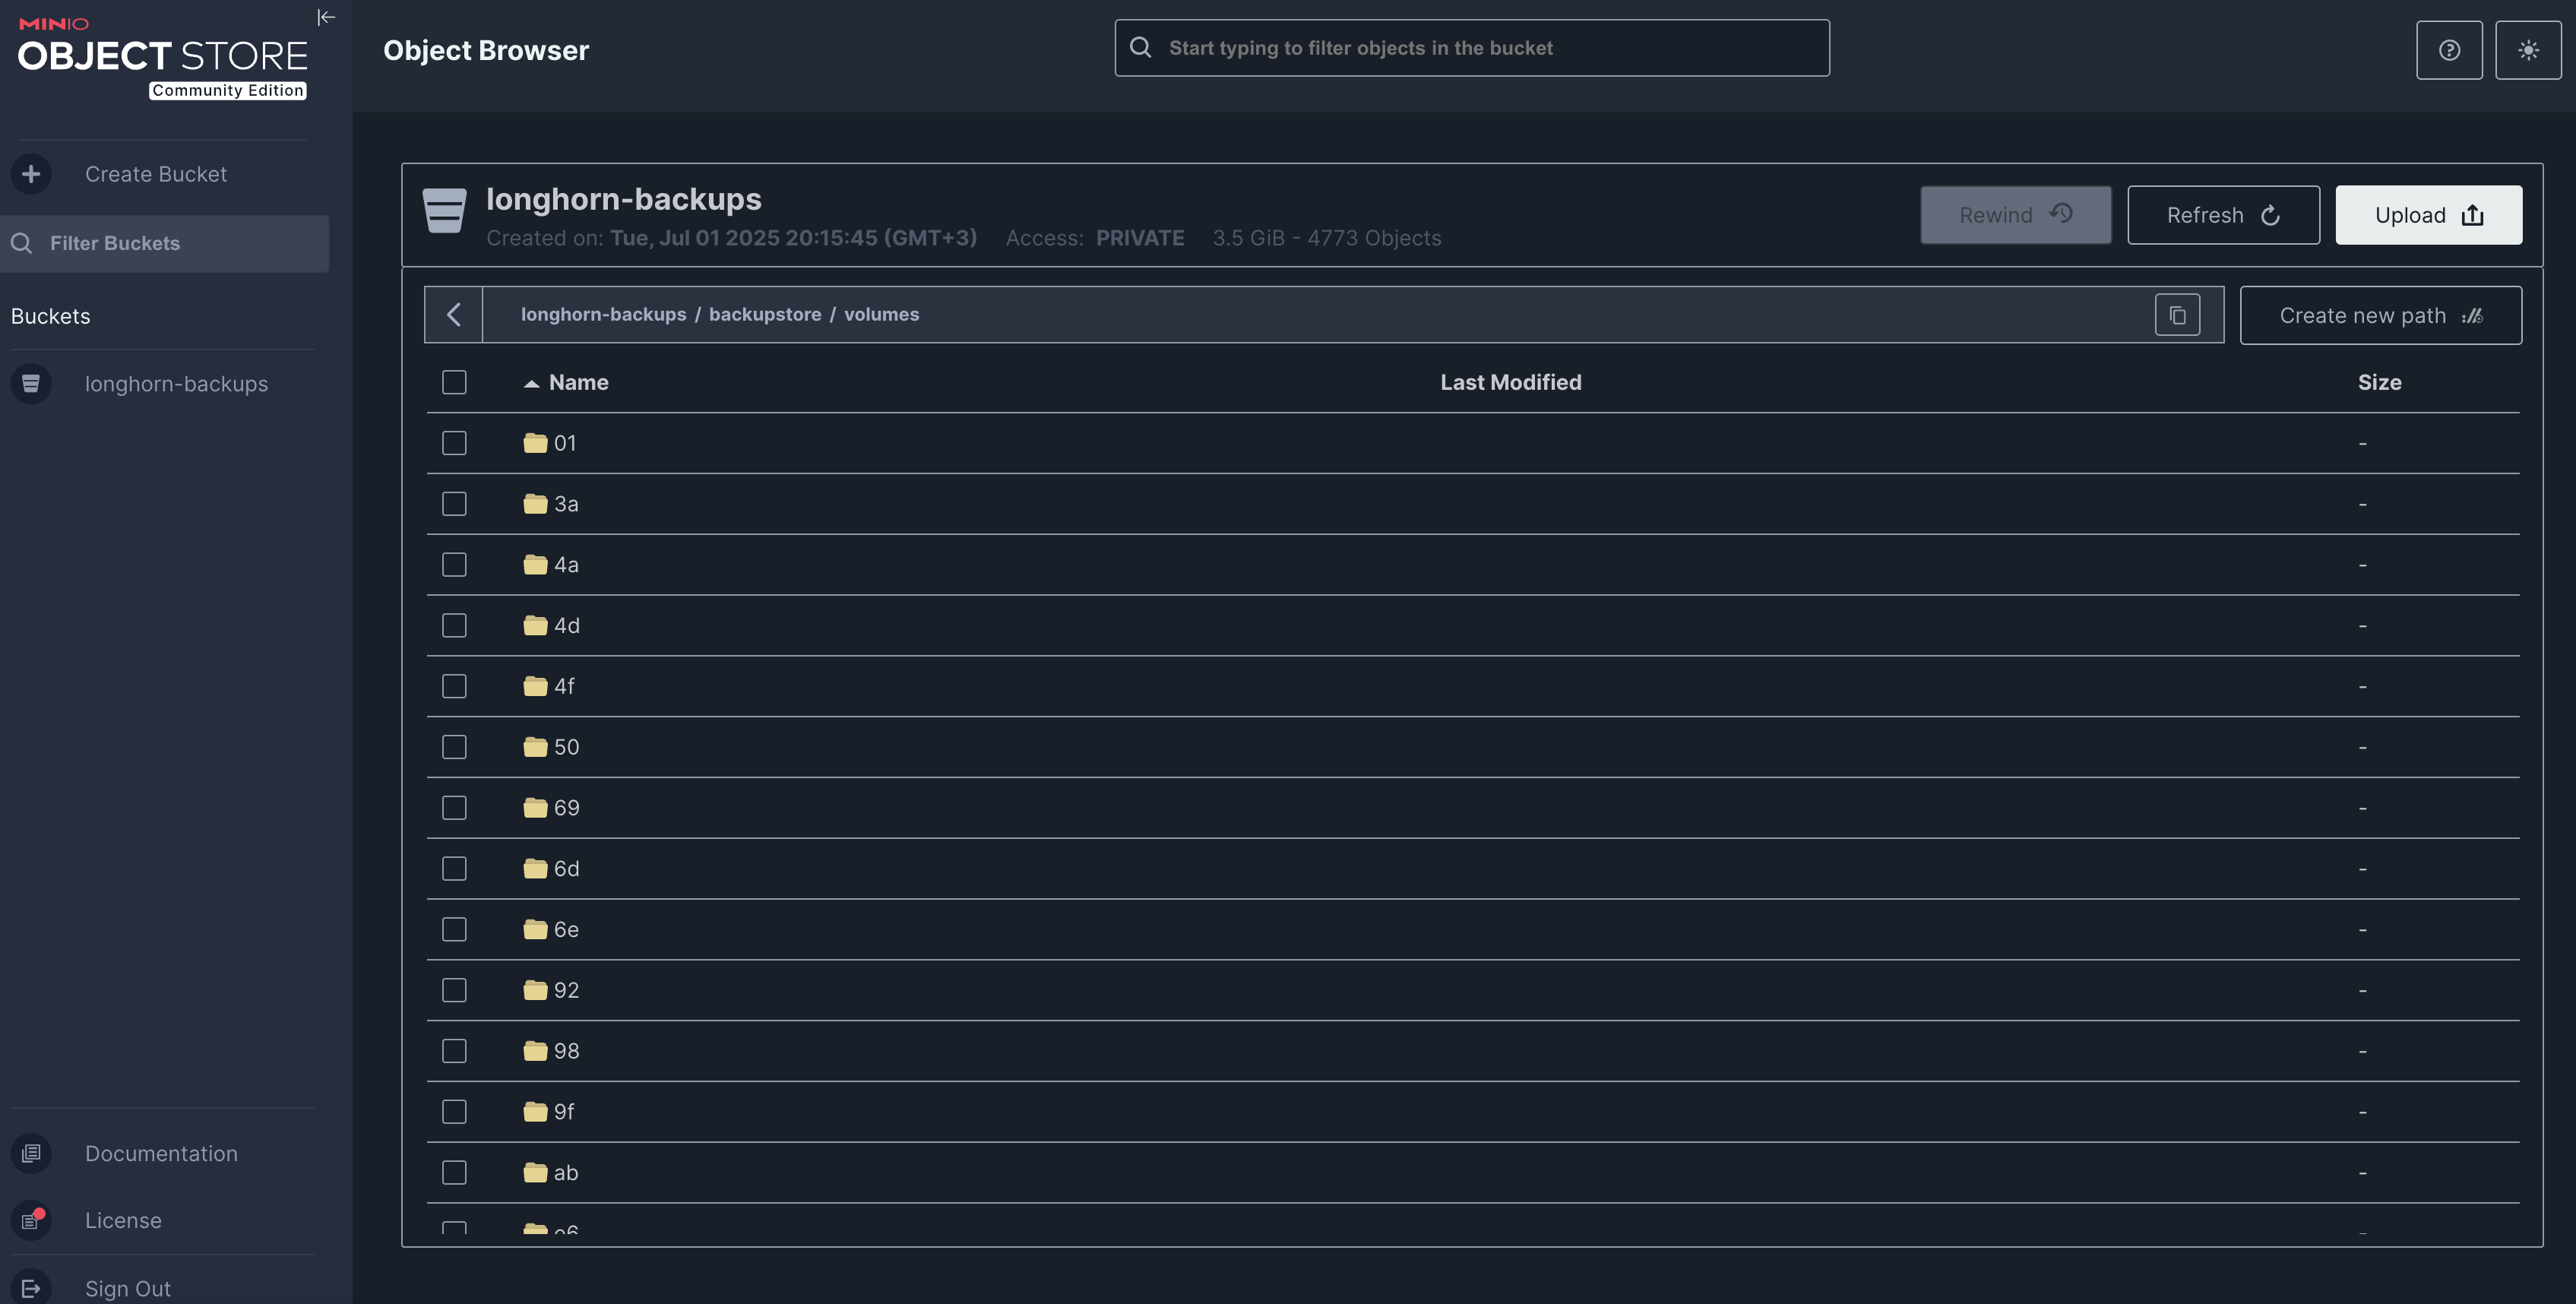 MINIO
OBJECT STORE
Community Edition
Create Bucket
Filter Buckets
Buckets
longhorn-backups
Documentation
License
Sign Out
Object Browser
Start typing to filter objects in the bucket
longhorn-backups
Created on: Tue, Jul 01 2025 20:15:45 (GMT+3) Access: PRIVATE 3.5 GiB - 4773 Objects
Rewind
Refresh
Upload
longhorn-backups / backupstore / volumes
Create new path
Name Last Modified Size
01 -
3a -
4a -
4d -
4f -
50 -
69 -
6d -
6e -
92 -
98 -
9f -
ab -